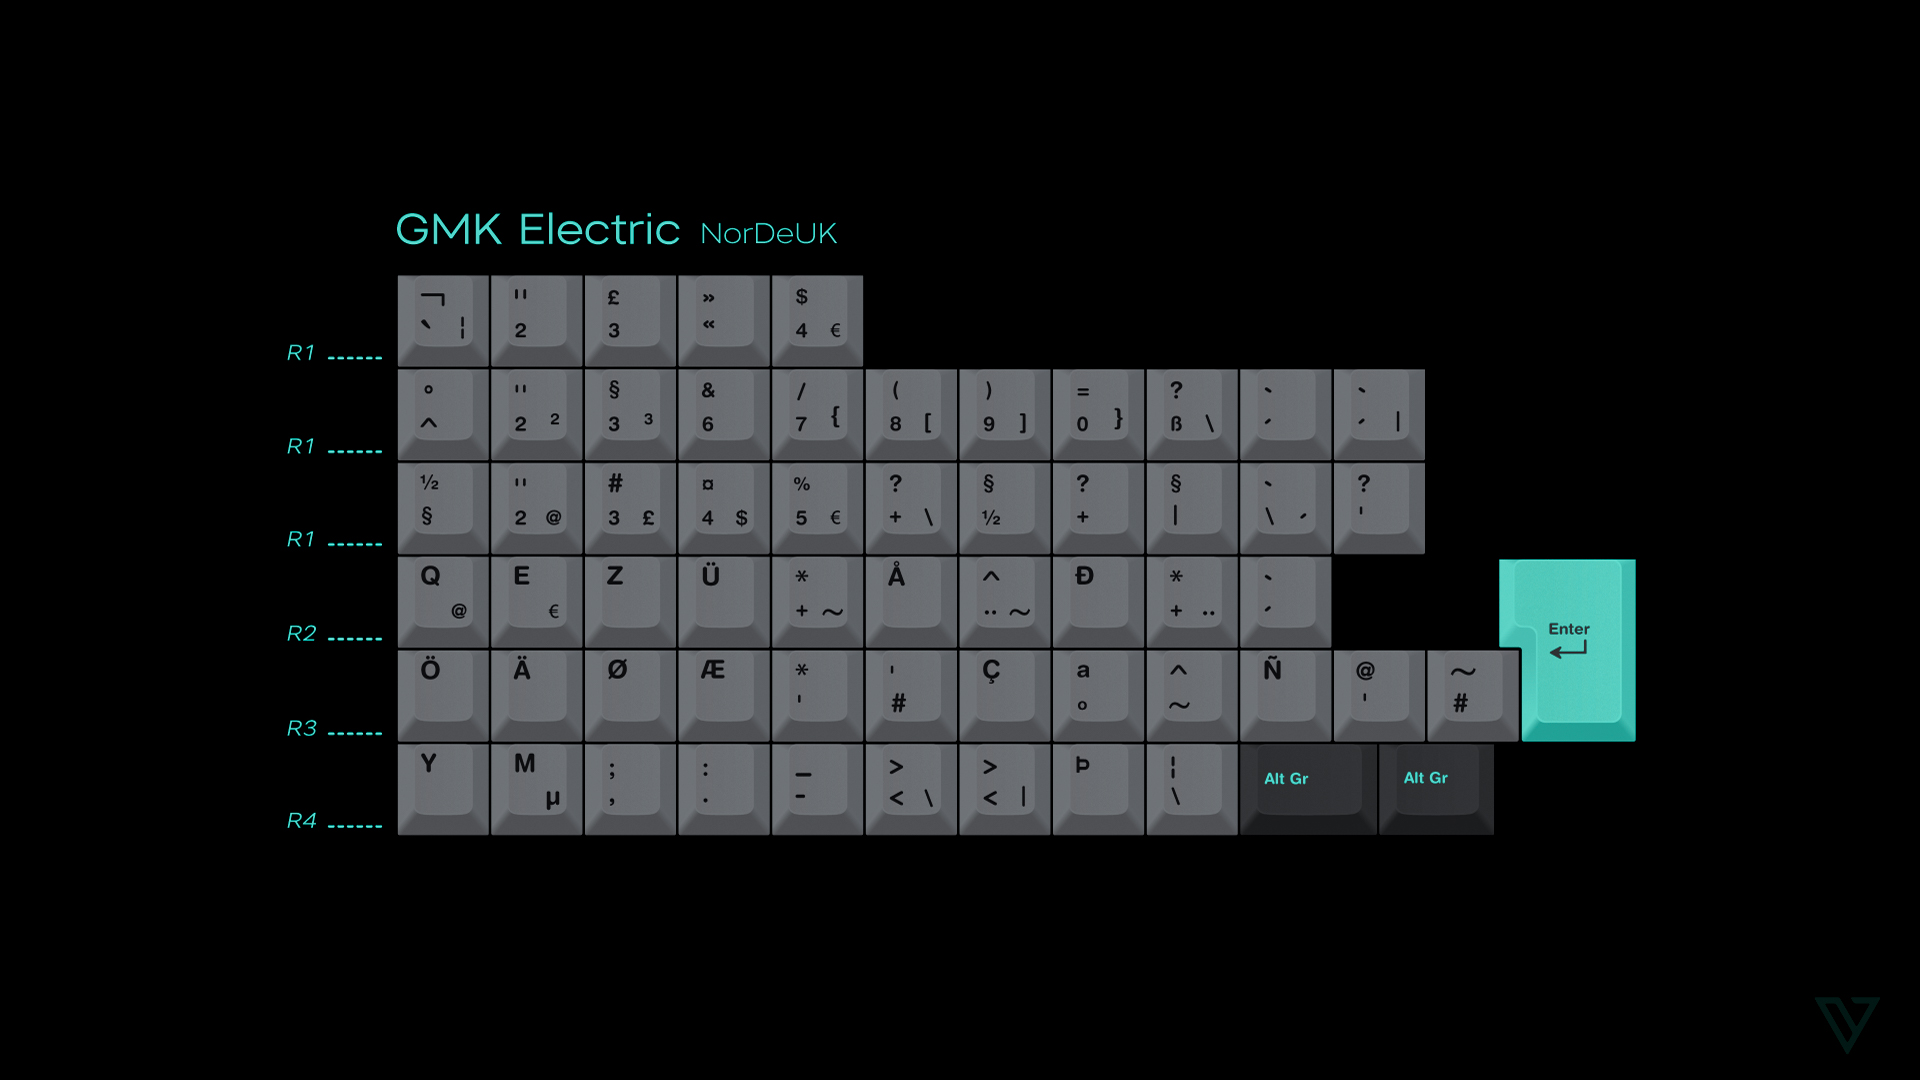 GMK Electric NorDeUK
¬ ` ¦ " 2 £ 3 » « $ 4 €
R1
° ^ " 2 ² § 3 ³ & 6 / 7 { ( 8 [ ) 9 ] = 0 } ? ß \ ` ´ ` ´ |
R1
½ § " 2 @ # 3 £ ¤ 4 $ % 5 € ? + \ § ½ ? + § | ` \ ´ ? '
R1
Q @ E € Z Ü * + ~ Å ^ ¨ ~ Đ * + ¨ ` ´
R2
Enter
Ö Ä Ø Æ * ' ' # Ç a o ^ ~ Ñ @ ' ~ #
R3
Y M µ ; , : . _ - > < \ > < | Þ ¦ \ Alt Gr Alt Gr
R4